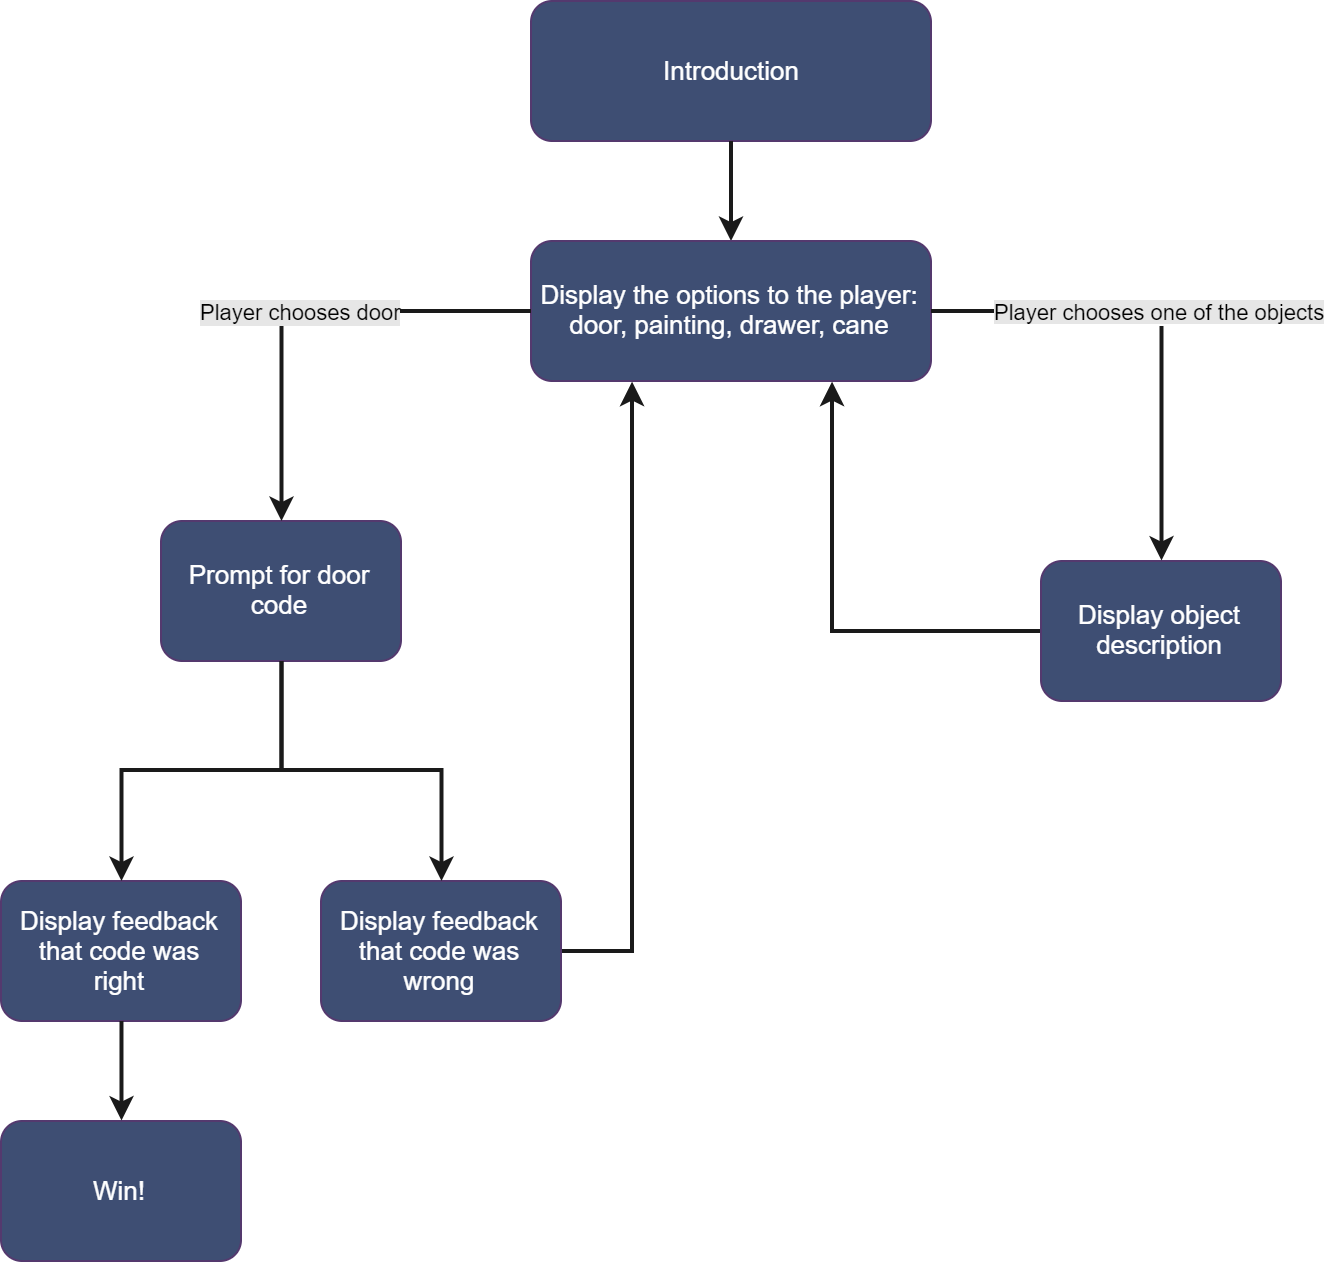 Introduction
Display the options to the player:
door, painting, drawer, cane
Player chooses door
Player chooses one of the objects
Prompt for door
code
Display object
description
Display feedback
that code was
right
Display feedback
that code was
wrong
Win!